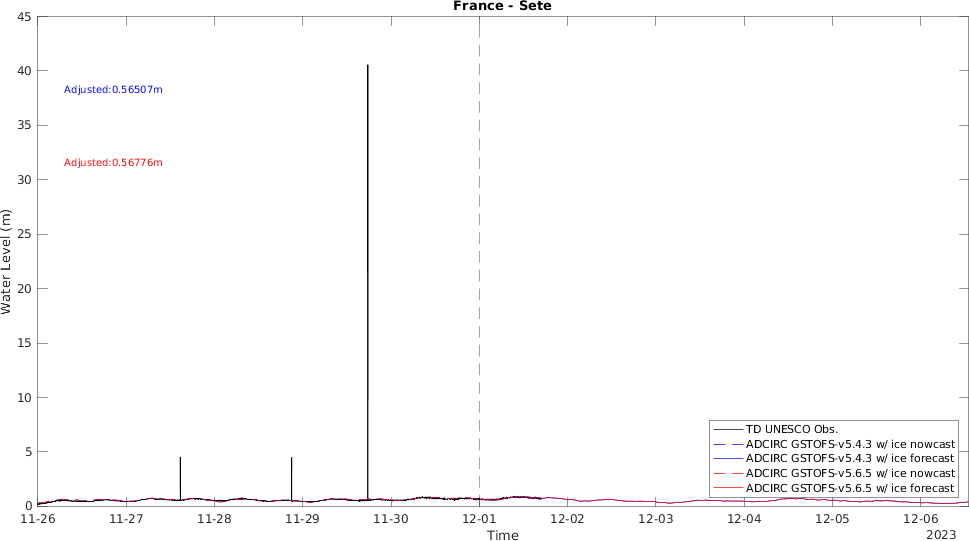 France - Sete
Water Level (m)
45
40
35
30
25
20
15
10
5
0
Adjusted:0.56507m
Adjusted:0.56776m
TD UNESCO Obs.
ADCIRC GSTOFS-v5.4.3 w/ ice nowcast
ADCIRC GSTOFS-v5.4.3 w/ ice forecast
ADCIRC GSTOFS-v5.6.5 w/ ice nowcast
ADCIRC GSTOFS-v5.6.5 w/ ice forecast
11-26 11-27 11-28 11-29 11-30 12-01 12-02 12-03 12-04 12-05 12-06
Time
2023